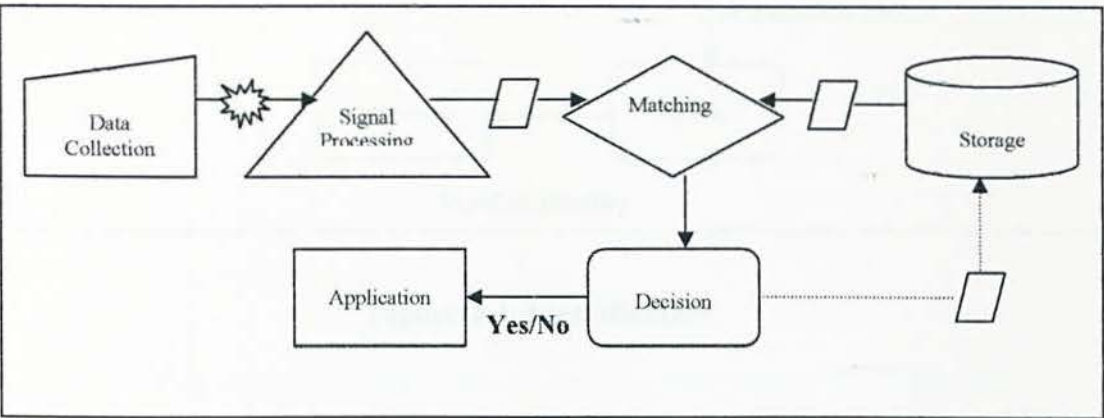 Data
Collection
Signal
Processing
Matching
Storage
Application
Decision
Yes/No